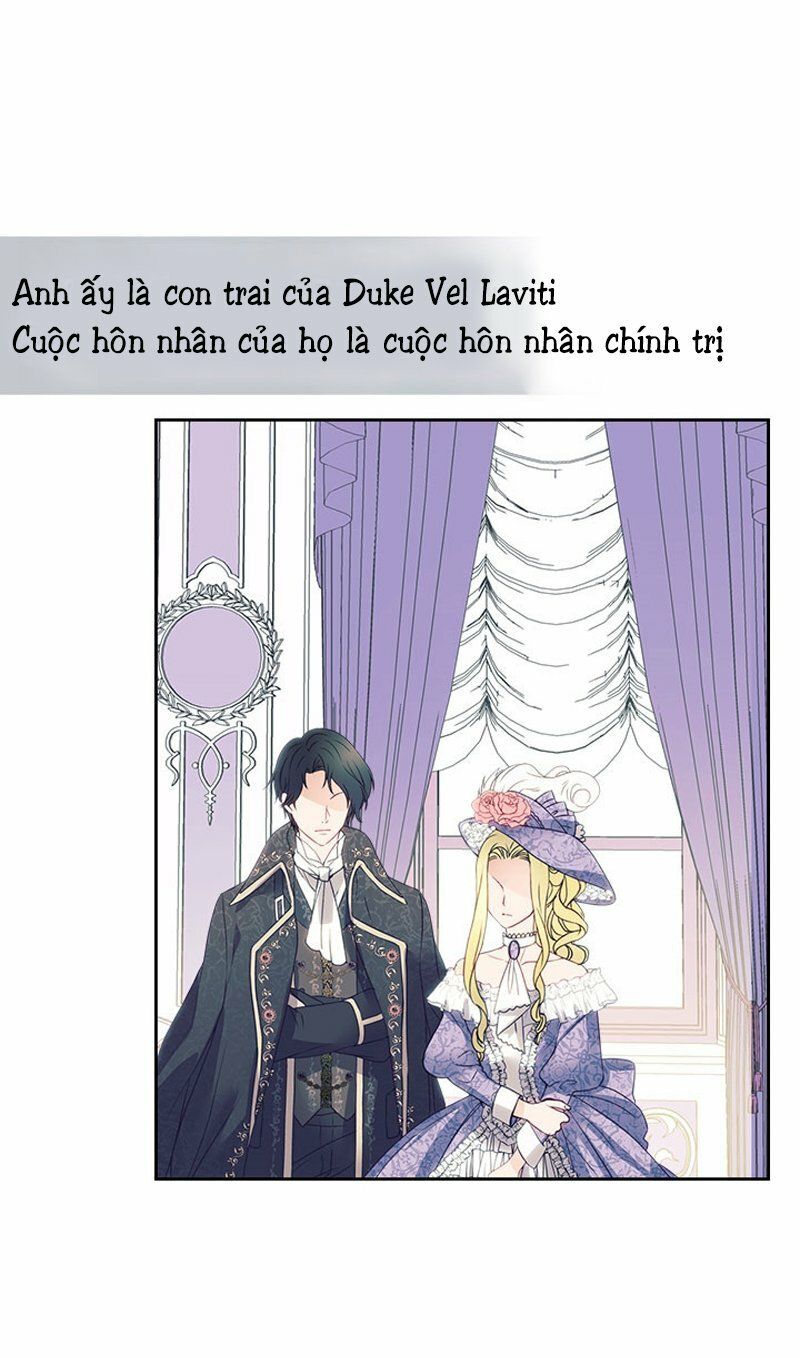 Anh ấy là con trai của Duke Vel Laviti
Cuộc hôn nhân của họ là cuộc hôn nhân chính trị